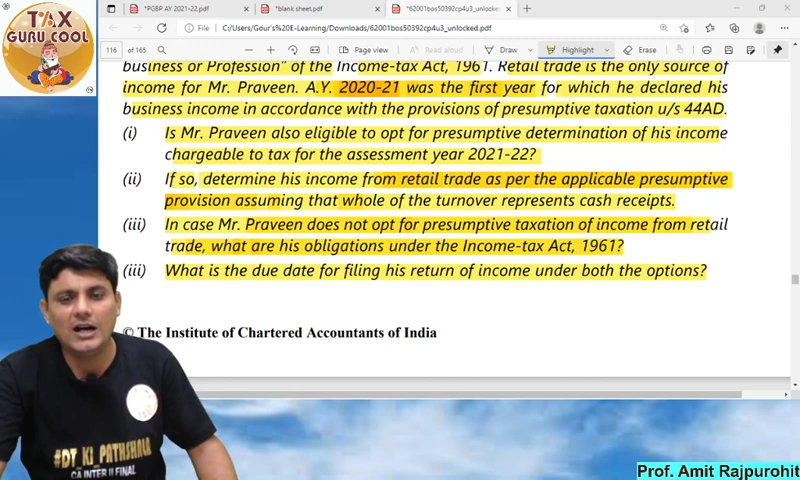 TAX
GURU COOL
*PGBP AY 2021-22.pdf
*blank sheet.pdf
*62001bos50392cp4u3_unlocked.p
File
C:/Users/Gour's%20E-Learning/Downloads/62001bos50392cp4u3_unlocked.pdf
116
of 165
Page view
Draw
Highlight
Erase
business or Profession" of the Income-tax Act, 1961. Retail trade is the only source of
income for Mr. Praveen. A.Y. 2020-21 was the first year for which he declared his
business income in accordance with the provisions of presumptive taxation u/s 44AD.
(i) Is Mr. Praveen also eligible to opt for presumptive determination of his income
chargeable to tax for the assessment year 2021-22?
(ii) If so, determine his income from retail trade as per the applicable presumptive
provision assuming that whole of the turnover represents cash receipts.
(iii) In case Mr. Praveen does not opt for presumptive taxation of income from retail
trade, what are his obligations under the Income-tax Act, 1961?
(iii) What is the due date for filing his return of income under both the options?
© The Institute of Chartered Accountants of India
#DT_KI_PATHSHALA
CA INTER II FINAL
Prof. Amit Rajpurohit